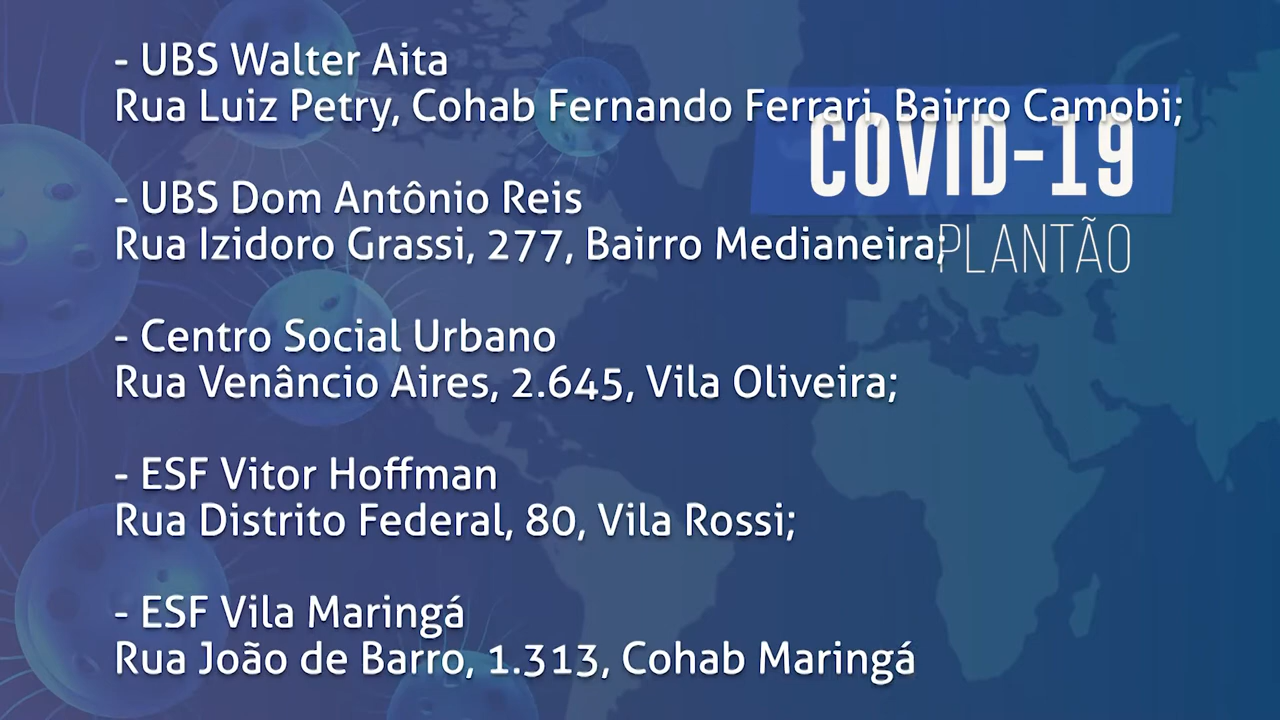 - UBS Walter Aita
Rua Luiz Petry, Cohab Fernando Ferrari, Bairro Camobi;
COVID-19
PLANTÃO
- UBS Dom Antônio Reis
Rua Izidoro Grassi, 277, Bairro Medianeira;
- Centro Social Urbano
Rua Venâncio Aires, 2.645, Vila Oliveira;
- ESF Vitor Hoffman
Rua Distrito Federal, 80, Vila Rossi;
- ESF Vila Maringá
Rua João de Barro, 1.313, Cohab Maringá